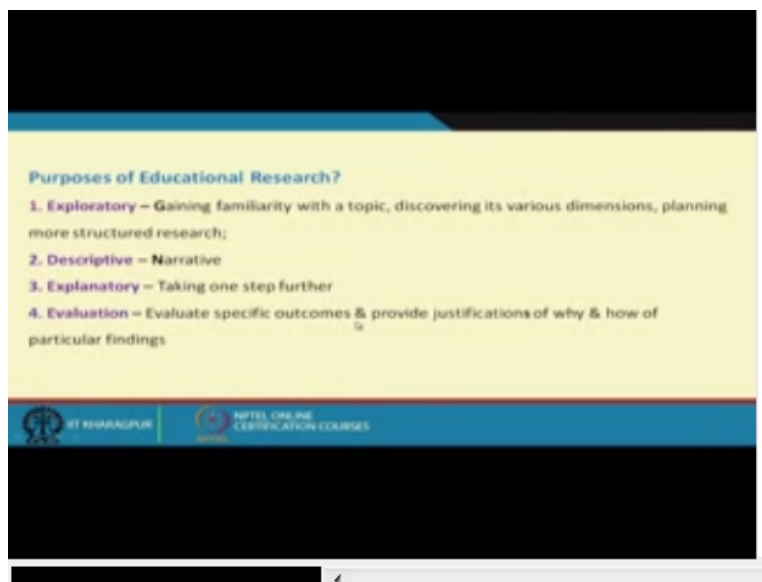 Purposes of Educational Research?
1. Exploratory – Gaining familiarity with a topic, discovering its various dimensions, planning
more structured research;
2. Descriptive – Narrative
3. Explanatory – Taking one step further
4. Evaluation – Evaluate specific outcomes & provide justifications of why & how of
particular findings
IIT KHARAGPUR
NPTEL ONLINE
CERTIFICATION COURSES
NPTEL